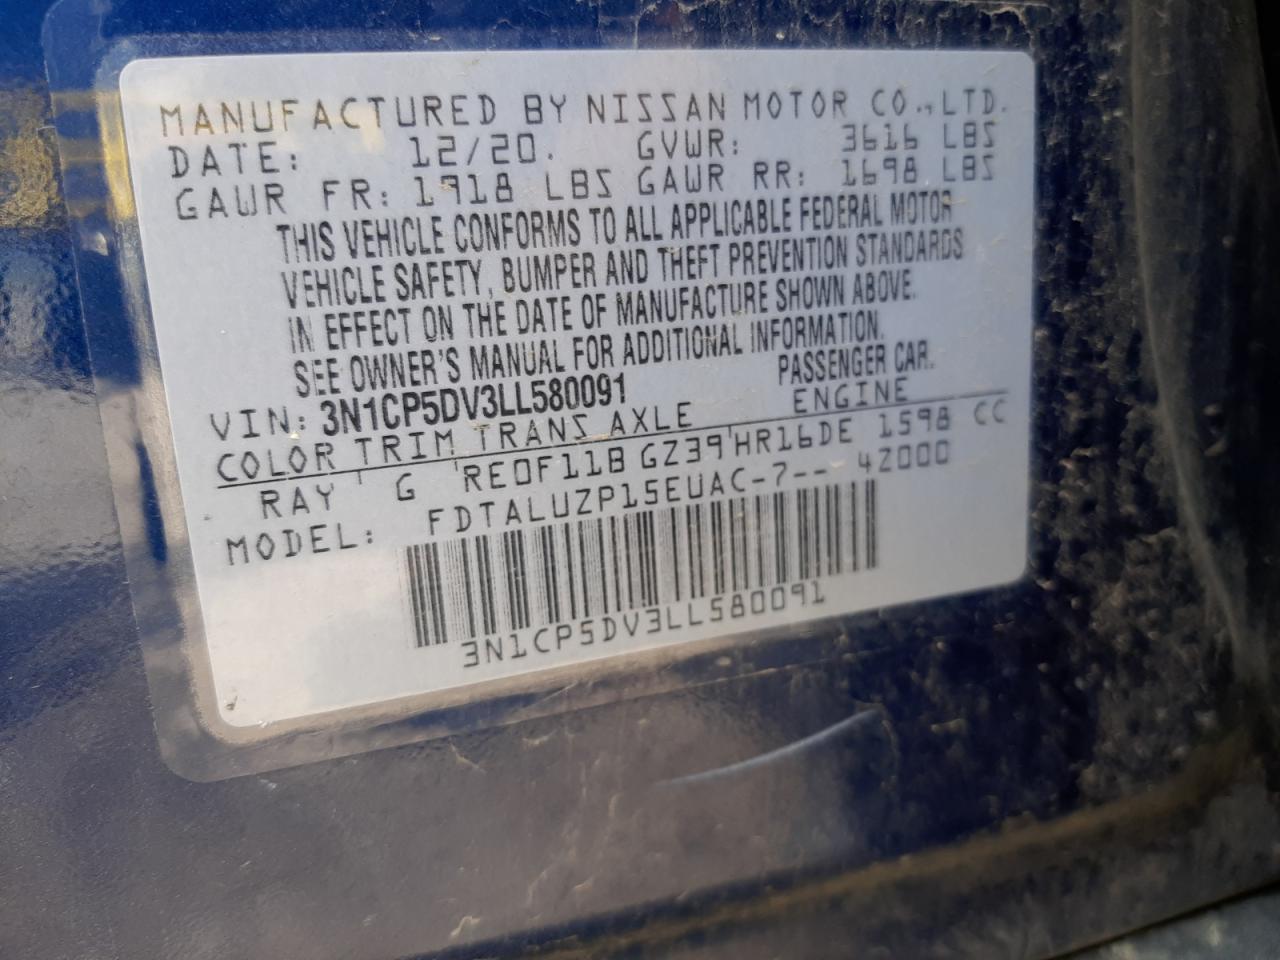 MANUFACTURED BY NISSAN MOTOR CO.,LTD.
DATE: 12/20. GVWR: 3616 LBS
GAWR FR: 1918 LBS GAWR RR: 1698 LBS
THIS VEHICLE CONFORMS TO ALL APPLICABLE FEDERAL MOTOR
VEHICLE SAFETY, BUMPER AND THEFT PREVENTION STANDARDS
IN EFFECT ON THE DATE OF MANUFACTURE SHOWN ABOVE.
SEE OWNER'S MANUAL FOR ADDITIONAL INFORMATION.
VIN: 3N1CP5DV3LL580091 PASSENGER CAR.
COLOR TRIM TRANS AXLE ENGINE
RAY ' G 'RE0F11B GZ39'HR16DE 1598 CC
MODEL: FDTALUZP15EUAC-7-- 42000
3N1CP5DV3LL580091